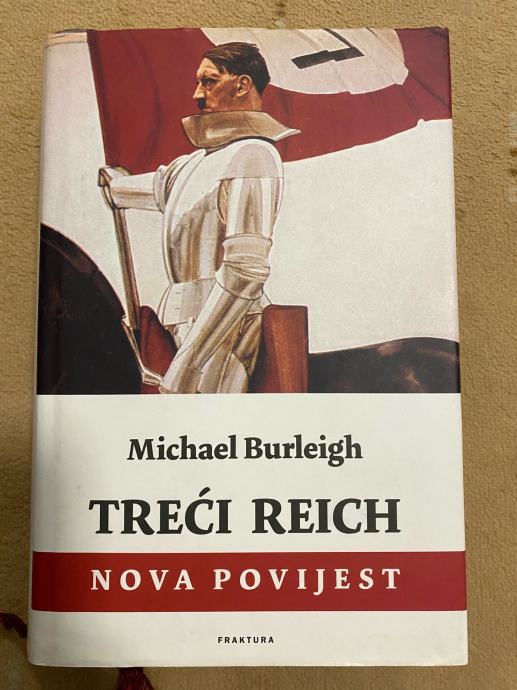 Michael Burleigh
TREĆI REICH
NOVA POVIJEST
FRAKTURA